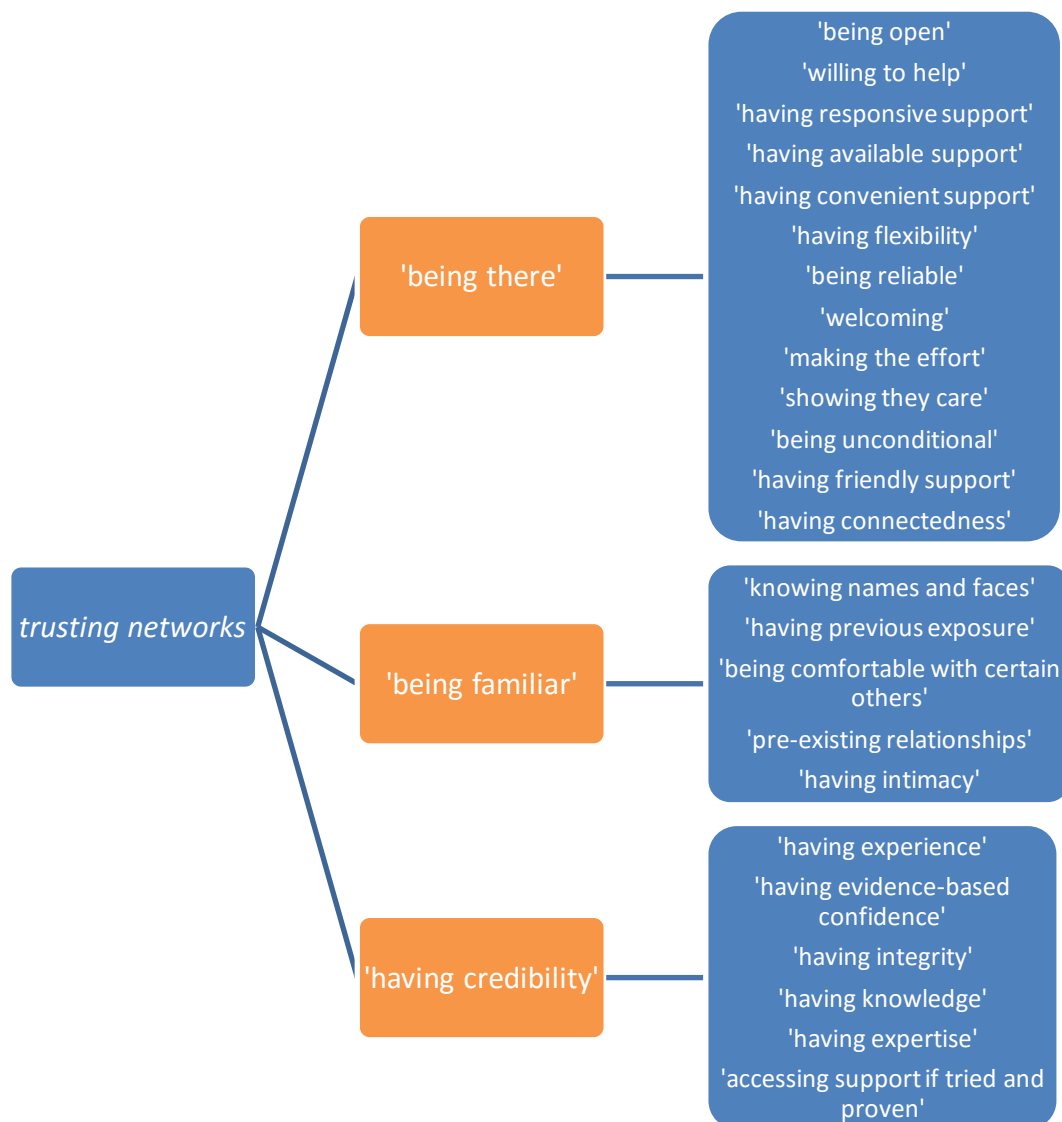 trusting networks
'being there'
'being open'
'willing to help'
'having responsive support'
'having available support'
'having convenient support'
'having flexibility'
'being reliable'
'welcoming'
'making the effort'
'showing they care'
'being unconditional'
'having friendly support'
'having connectedness'
'being familiar'
'knowing names and faces'
'having previous exposure'
'being comfortable with certain
others'
'pre-existing relationships'
'having intimacy'
'having credibility'
'having experience'
'having evidence-based
confidence'
'having integrity'
'having knowledge'
'having expertise'
'accessing support if tried and
proven'